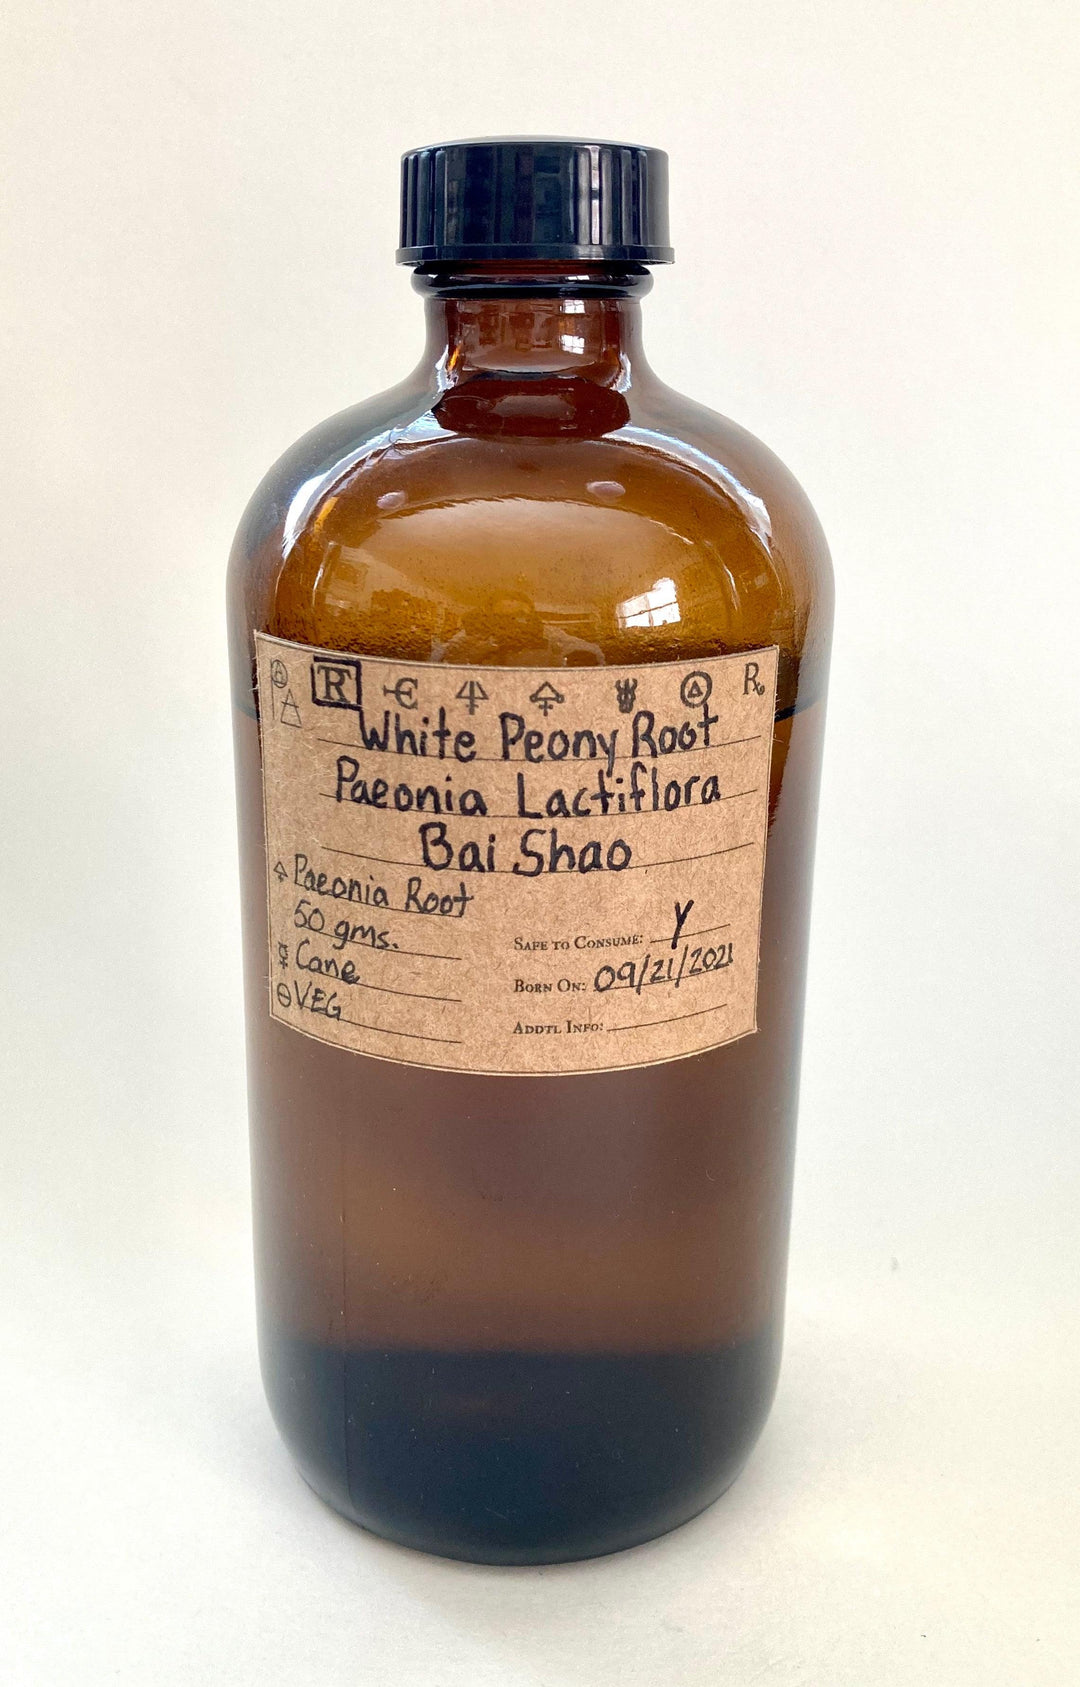 R ℞
White Peony Root
Paeonia Lactiflora
Bai Shao
Paeonia Root
50 gms.
Cane
VEG
Safe to Consume: Y
Born On: 09/21/2021
Addtl Info: